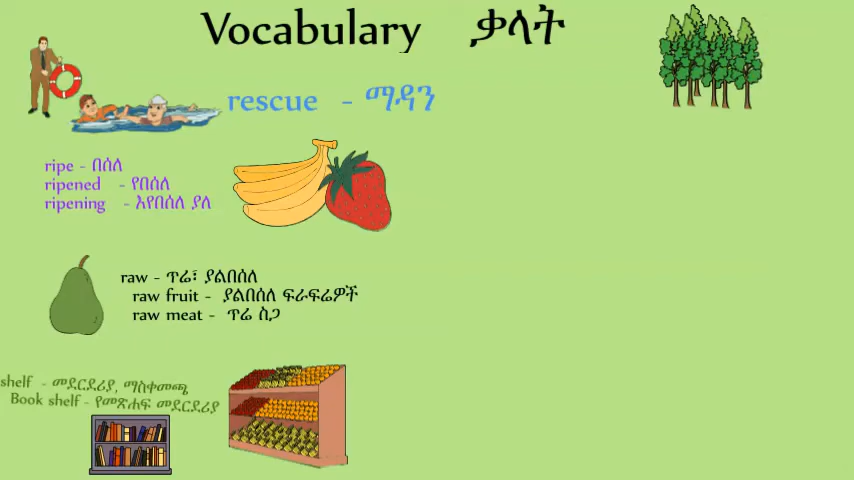 Vocabulary ቃላት
rescue - ማዳን
ripe - በሰለ
ripened - የበሰለ
ripening - እየበሰለ ያለ
raw - ጥሬ፣ ያልበሰለ
raw fruit - ያልበሰለ ፍራፍሬዎች
raw meat - ጥሬ ስጋ
shelf - መደርደሪያ, ማስቀመጫ
Book shelf - የመጽሐፍ መደርደሪያ